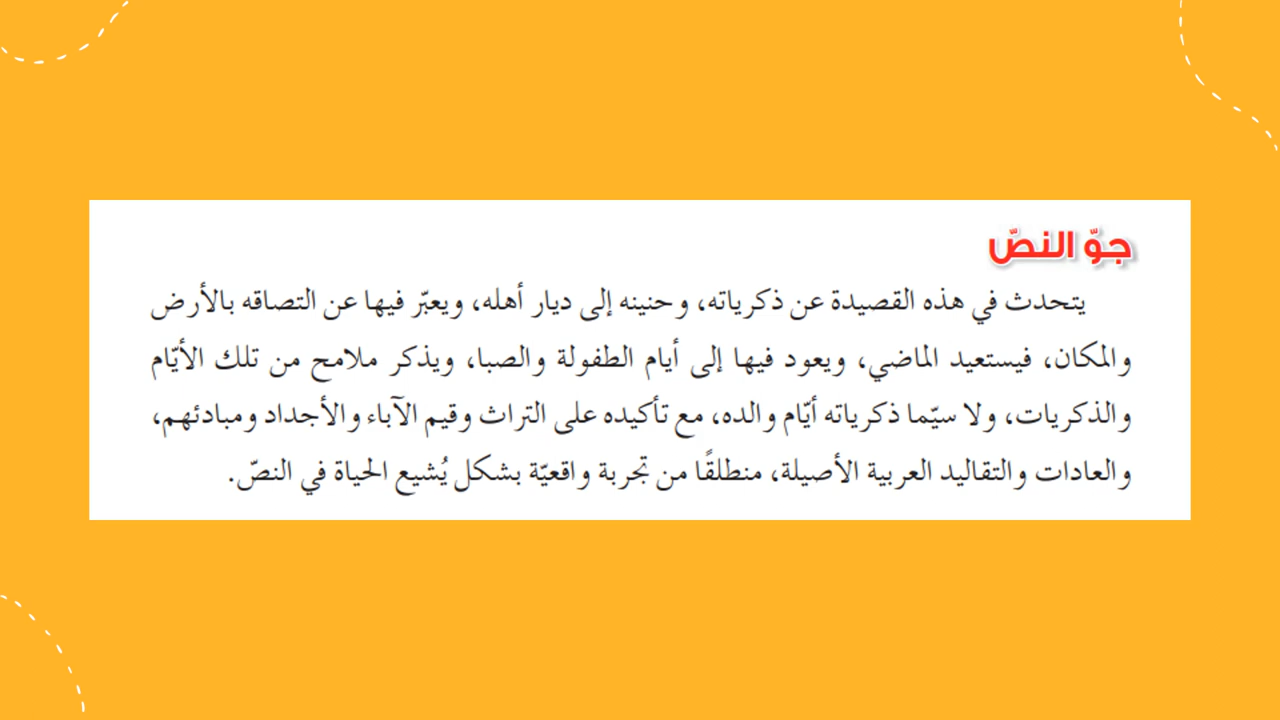 جوّ النصّ
يتحدث في هذه القصيدة عن ذكرياته، وحنينه إلى ديار أهله، ويعبّر فيها عن التصاقه بالأرض
والمكان، فيستعيد الماضي، ويعود فيها إلى أيام الطفولة والصبا، ويذكر ملامح من تلك الأيّام
والذكريات، ولا سيّما ذكرياته أيّام والده، مع تأكيده على التراث وقيم الآباء والأجداد ومبادئهم،
والعادات والتقاليد العربية الأصيلة، منطلقًا من تجربة واقعيّة بشكل يُشيع الحياة في النصّ.